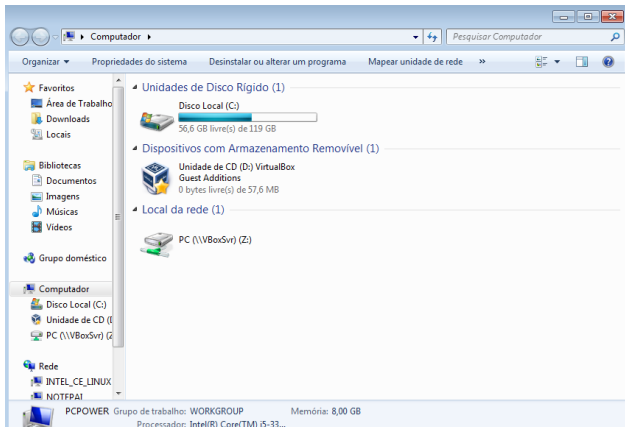 Computador
Pesquisar Computador
Organizar
Propriedades do sistema
Desinstalar ou alterar um programa
Mapear unidade de rede
»
Favoritos
Área de Trabalho
Downloads
Locais
Bibliotecas
Documentos
Imagens
Músicas
Vídeos
Grupo doméstico
Computador
Disco Local (C:)
Unidade de CD (D
PC (\\VBoxSvr) (Z
Rede
INTEL_CE_LINUX
NOTEPAI
Unidades de Disco Rígido (1)
Disco Local (C:)
56,6 GB livre(s) de 119 GB
Dispositivos com Armazenamento Removível (1)
Unidade de CD (D:) VirtualBox
Guest Additions
0 bytes livre(s) de 57,6 MB
Local da rede (1)
PC (\\VBoxSvr) (Z:)
PCPOWER Grupo de trabalho: WORKGROUP Memória: 8,00 GB
Processador: Intel(R) Core(TM) i5-33...